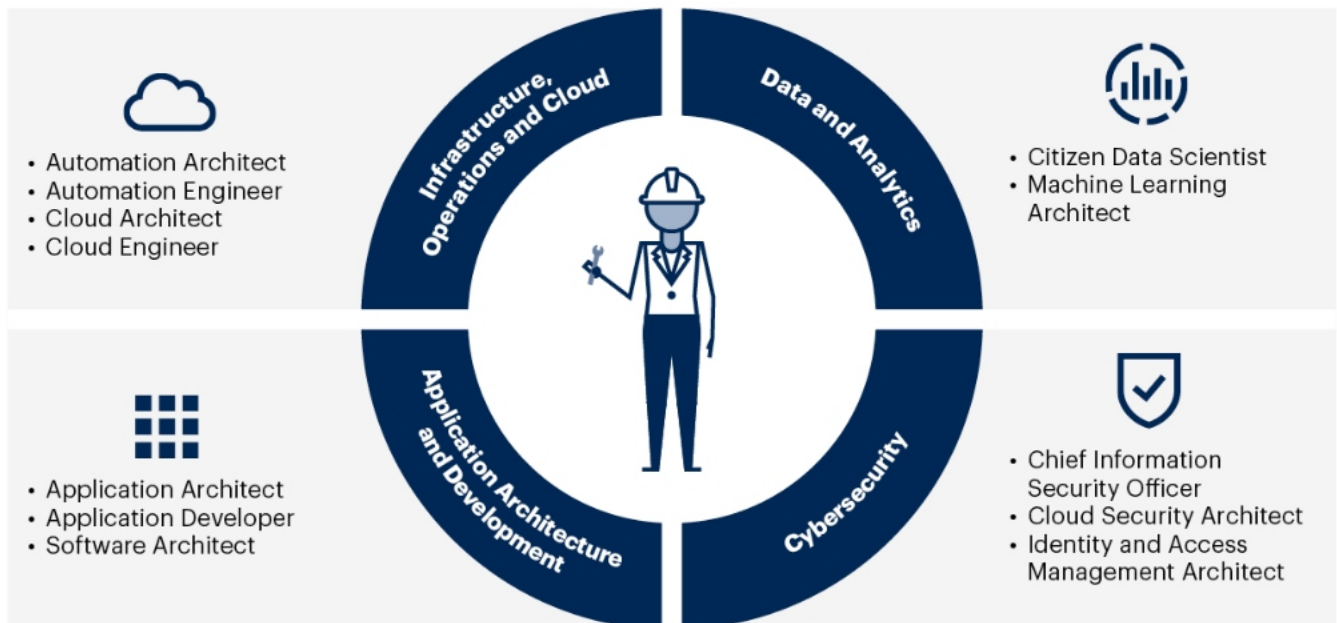 Infrastructure,
Operations and Cloud
• Automation Architect
• Automation Engineer
• Cloud Architect
• Cloud Engineer
Data and Analytics
• Citizen Data Scientist
• Machine Learning
Architect
Application Architecture
and Development
• Application Architect
• Application Developer
• Software Architect
Cybersecurity
• Chief Information
Security Officer
• Cloud Security Architect
• Identity and Access
Management Architect